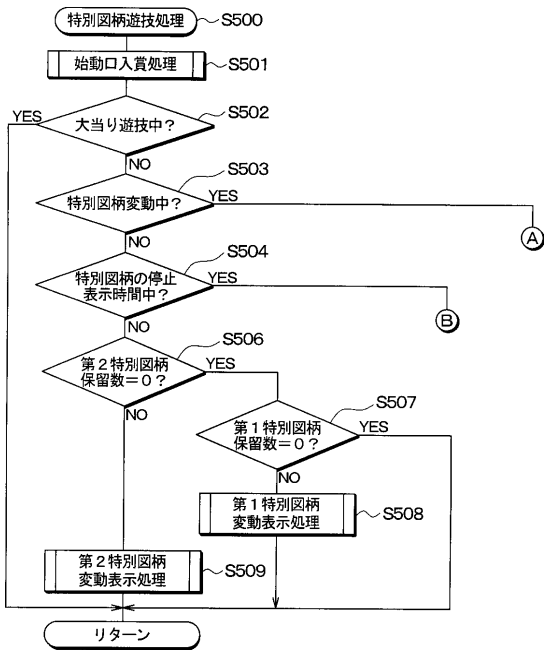 特別図柄遊技処理
S500
始動口入賞処理
S501
大当り遊技中？
S502
YES
NO
特別図柄変動中？
S503
YES
NO
A
特別図柄の停止
表示時間中？
S504
YES
NO
B
第２特別図柄
保留数＝０？
S506
YES
NO
第１特別図柄
保留数＝０？
S507
YES
NO
第１特別図柄
変動表示処理
S508
第２特別図柄
変動表示処理
S509
リターン